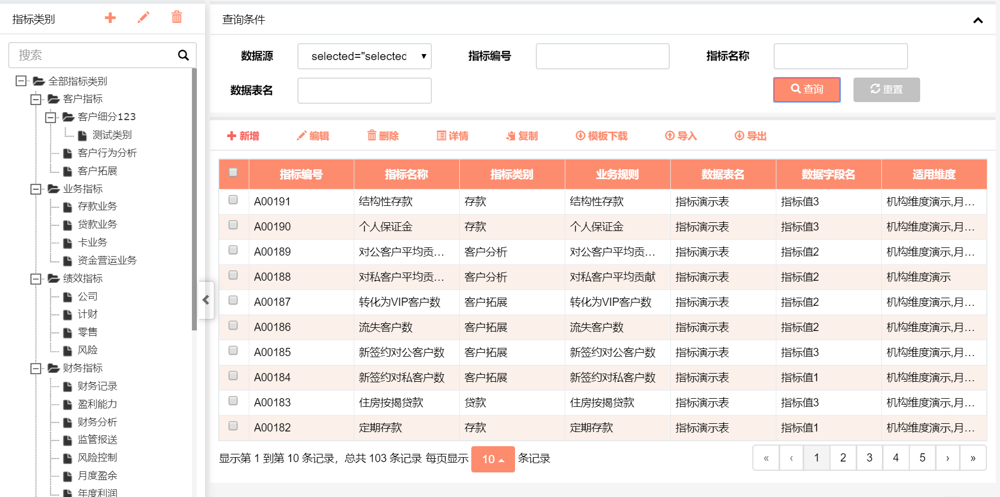 指标类别
搜索
全部指标类别
客户指标
客户细分123
测试类别
客户行为分析
客户拓展
业务指标
存款业务
贷款业务
卡业务
资金营运业务
绩效指标
公司
计财
零售
风险
财务指标
财务记录
盈利能力
财务分析
监管报送
风险控制
月度盈余
年度利润
查询条件
数据源 selected="selected 指标编号 指标名称
数据表名 查询 重置
新增 编辑 删除 详情 复制 模板下载 导入 导出
指标编号 指标名称 指标类别 业务规则 数据表名 数据字段名 适用维度
A00191 结构性存款 存款 结构性存款 指标演示表 指标值3 机构维度演示,月...
A00190 个人保证金 存款 个人保证金 指标演示表 指标值3 机构维度演示,月...
A00189 对公客户平均贡... 客户分析 对公客户平均贡... 指标演示表 指标值2 机构维度演示,月...
A00188 对私客户平均贡... 客户分析 对私客户平均贡献 指标演示表 指标值2 机构维度演示
A00187 转化为VIP客户数 客户拓展 转化为VIP客户数 指标演示表 指标值2 机构维度演示,月...
A00186 流失客户数 客户拓展 流失客户数 指标演示表 指标值2 机构维度演示,月...
A00185 新签约对公客户数 客户拓展 新签约对公客户数 指标演示表 指标值3 机构维度演示,月...
A00184 新签约对私客户数 客户拓展 新签约对私客户数 指标演示表 指标值1 机构维度演示,月...
A00183 住房按揭贷款 贷款 住房按揭贷款 指标演示表 指标值3 机构维度演示,月...
A00182 定期存款 存款 定期存款 指标演示表 指标值1 机构维度演示,月...
显示第 1 到第 10 条记录，总共 103 条记录 每页显示 10 条记录 « ‹ 1 2 3 4 5 › »